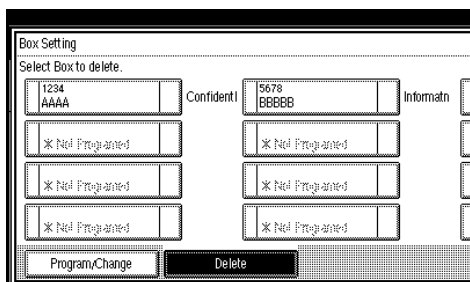 Box Setting
Select Box to delete.
1234
AAAA
Confidentl
5678
BBBBB
Informatn
* Not Programed
* Not Programed
* Not Programed
* Not Programed
* Not Programed
* Not Programed
Program/Change
Delete